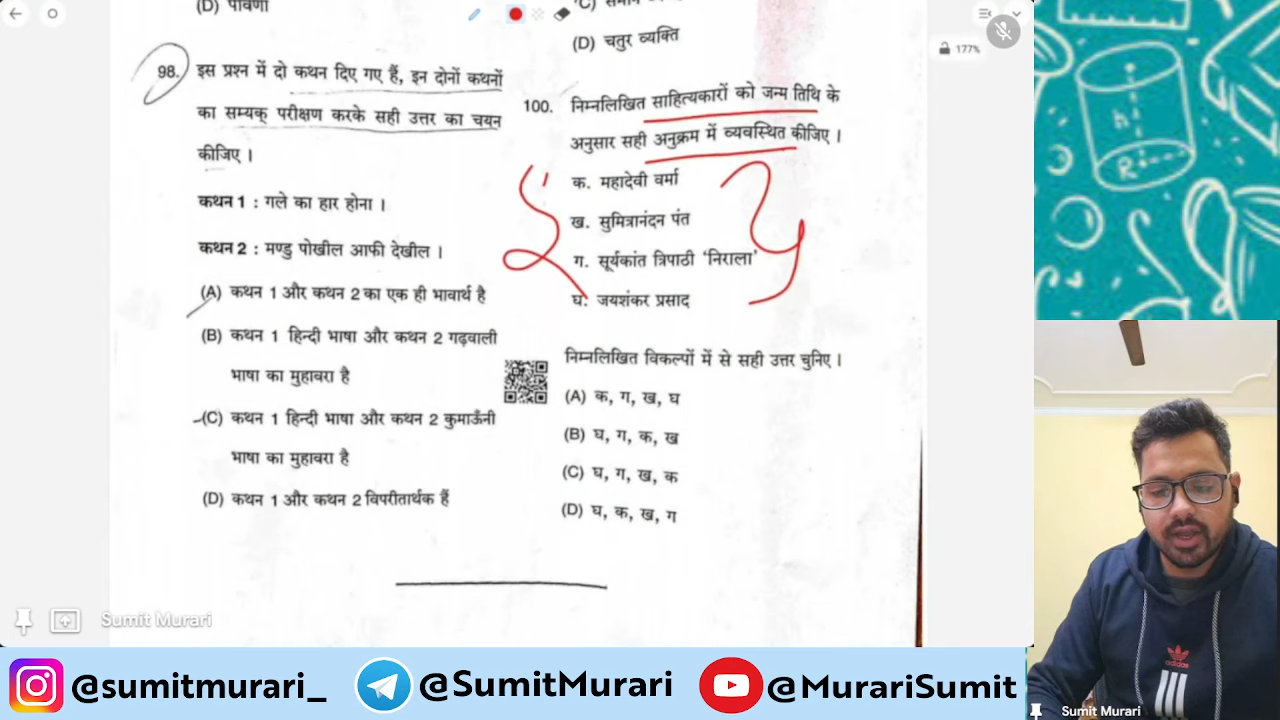 (D) पावणा
98. इस प्रश्न में दो कथन दिए गए हैं, इन दोनों कथनों
का सम्यक् परीक्षण करके सही उत्तर का चयन
कीजिए ।
कथन 1 : गले का हार होना ।
कथन 2 : मण्डु पोखील आफी देखील ।
(A) कथन 1 और कथन 2 का एक ही भावार्थ है
(B) कथन 1 हिन्दी भाषा और कथन 2 गढ़वाली
भाषा का मुहावरा है
(C) कथन 1 हिन्दी भाषा और कथन 2 कुमाऊँनी
भाषा का मुहावरा है
(D) कथन 1 और कथन 2 विपरीतार्थक हैं
(D) चतुर व्यक्ति
177%
100. निम्नलिखित साहित्यकारों को जन्म तिथि के
अनुसार सही अनुक्रम में व्यवस्थित कीजिए ।
क. महादेवी वर्मा
ख. सुमित्रानंदन पंत
ग. सूर्यकांत त्रिपाठी ‘निराला’
घ. जयशंकर प्रसाद
निम्नलिखित विकल्पों में से सही उत्तर चुनिए ।
(A) क, ग, ख, घ
(B) घ, ग, क, ख
(C) घ, ग, ख, क
(D) घ, क, ख, ग
Sumit Murari
h
R
adidas
Sumit Murari
@sumitmurari_
@SumitMurari
@MurariSumit